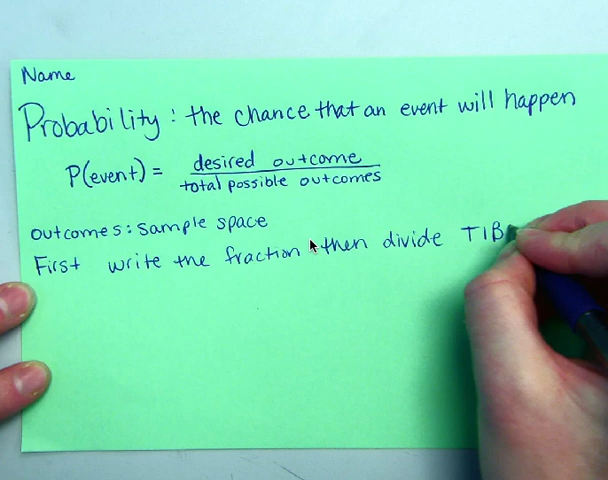 Name
Probability: the chance that an event will happen
P(event) = desired outcome
total possible outcomes
outcomes: sample space
First write the fraction then divide